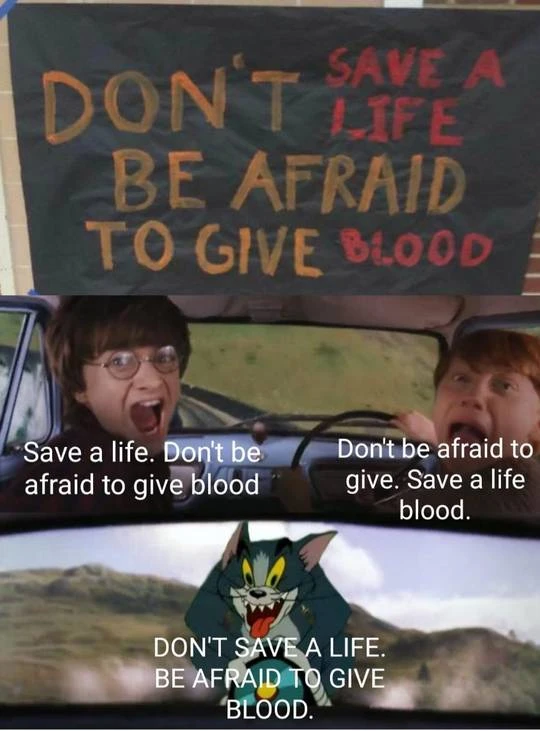 DON'T SAVE A
LIFE
BE AFRAID
TO GIVE BLOOD
Save a life. Don't be
afraid to give blood
Don't be afraid to
give. Save a life
blood.
DON'T SAVE A LIFE.
BE AFRAID TO GIVE
BLOOD.